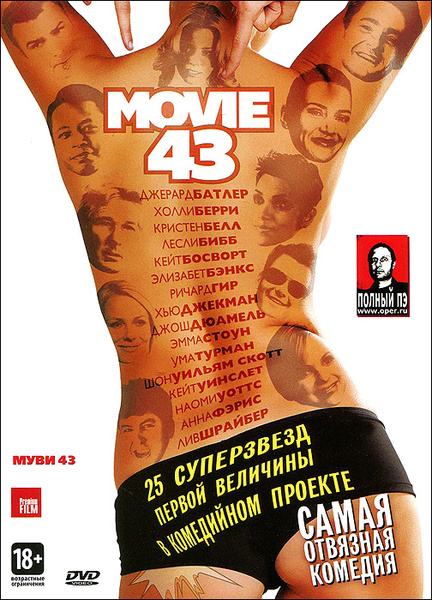 MOVIE
43
ДЖЕРАРДБАТЛЕР
ХОЛЛИБЕРРИ
КРИСТЕНБЕЛЛ
ЛЕСЛИБИББ
КЕЙТБОСВОРТ
ЭЛИЗАБЕТБЭНКС
РИЧАРДГИР
ХЬЮДЖЕКМАН
ДЖОШДЮАМЕЛЬ
ЭММАСТОУН
УМАТУРМАН
ШОНУИЛЬЯМ СКОТТ
КЕЙТУИНСЛЕТ
НАОМИУОТТС
АННАФЭРИС
ЛИВШРАЙБЕР
ПОЛНЫЙ ПЭ
www.oper.ru
25 СУПЕРЗВЕЗД
ПЕРВОЙ ВЕЛИЧИНЫ
В КОМЕДИЙНОМ ПРОЕКТЕ
САМАЯ
ОТВЯЗНАЯ
КОМЕДИЯ
МУВИ 43
Premium
FILM
18+
возрастные
ограничения
DVD
VIDEO